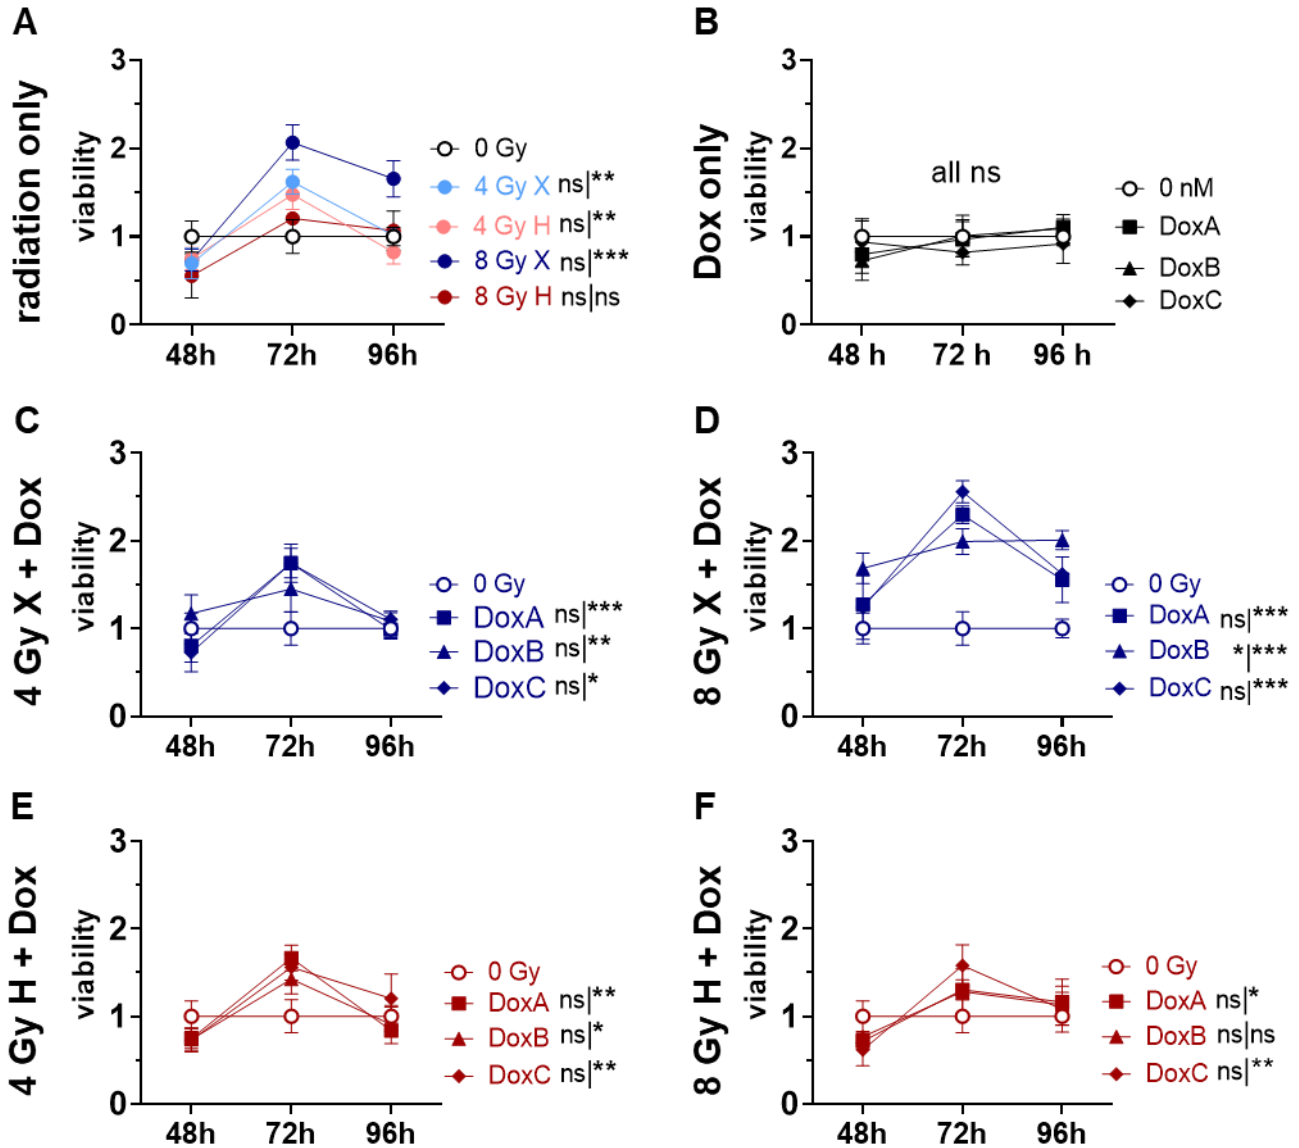 A
radiation only
viability
3
2
1
0
48h 72h 96h
0 Gy
4 Gy X ns|**
4 Gy H ns|**
8 Gy X ns|***
8 Gy H ns|ns
B
Dox only
viability
3
2
1
0
48 h 72 h 96 h
all ns
0 nM
DoxA
DoxB
DoxC
C
4 Gy X + Dox
viability
3
2
1
0
48h 72h 96h
0 Gy
DoxA ns|***
DoxB ns|**
DoxC ns|*
D
8 Gy X + Dox
viability
3
2
1
0
48h 72h 96h
0 Gy
DoxA ns|***
DoxB *|***
DoxC ns|***
E
4 Gy H + Dox
viability
3
2
1
0
48h 72h 96h
0 Gy
DoxA ns|**
DoxB ns|*
DoxC ns|**
F
8 Gy H + Dox
viability
3
2
1
0
48h 72h 96h
0 Gy
DoxA ns|*
DoxB ns|ns
DoxC ns|**